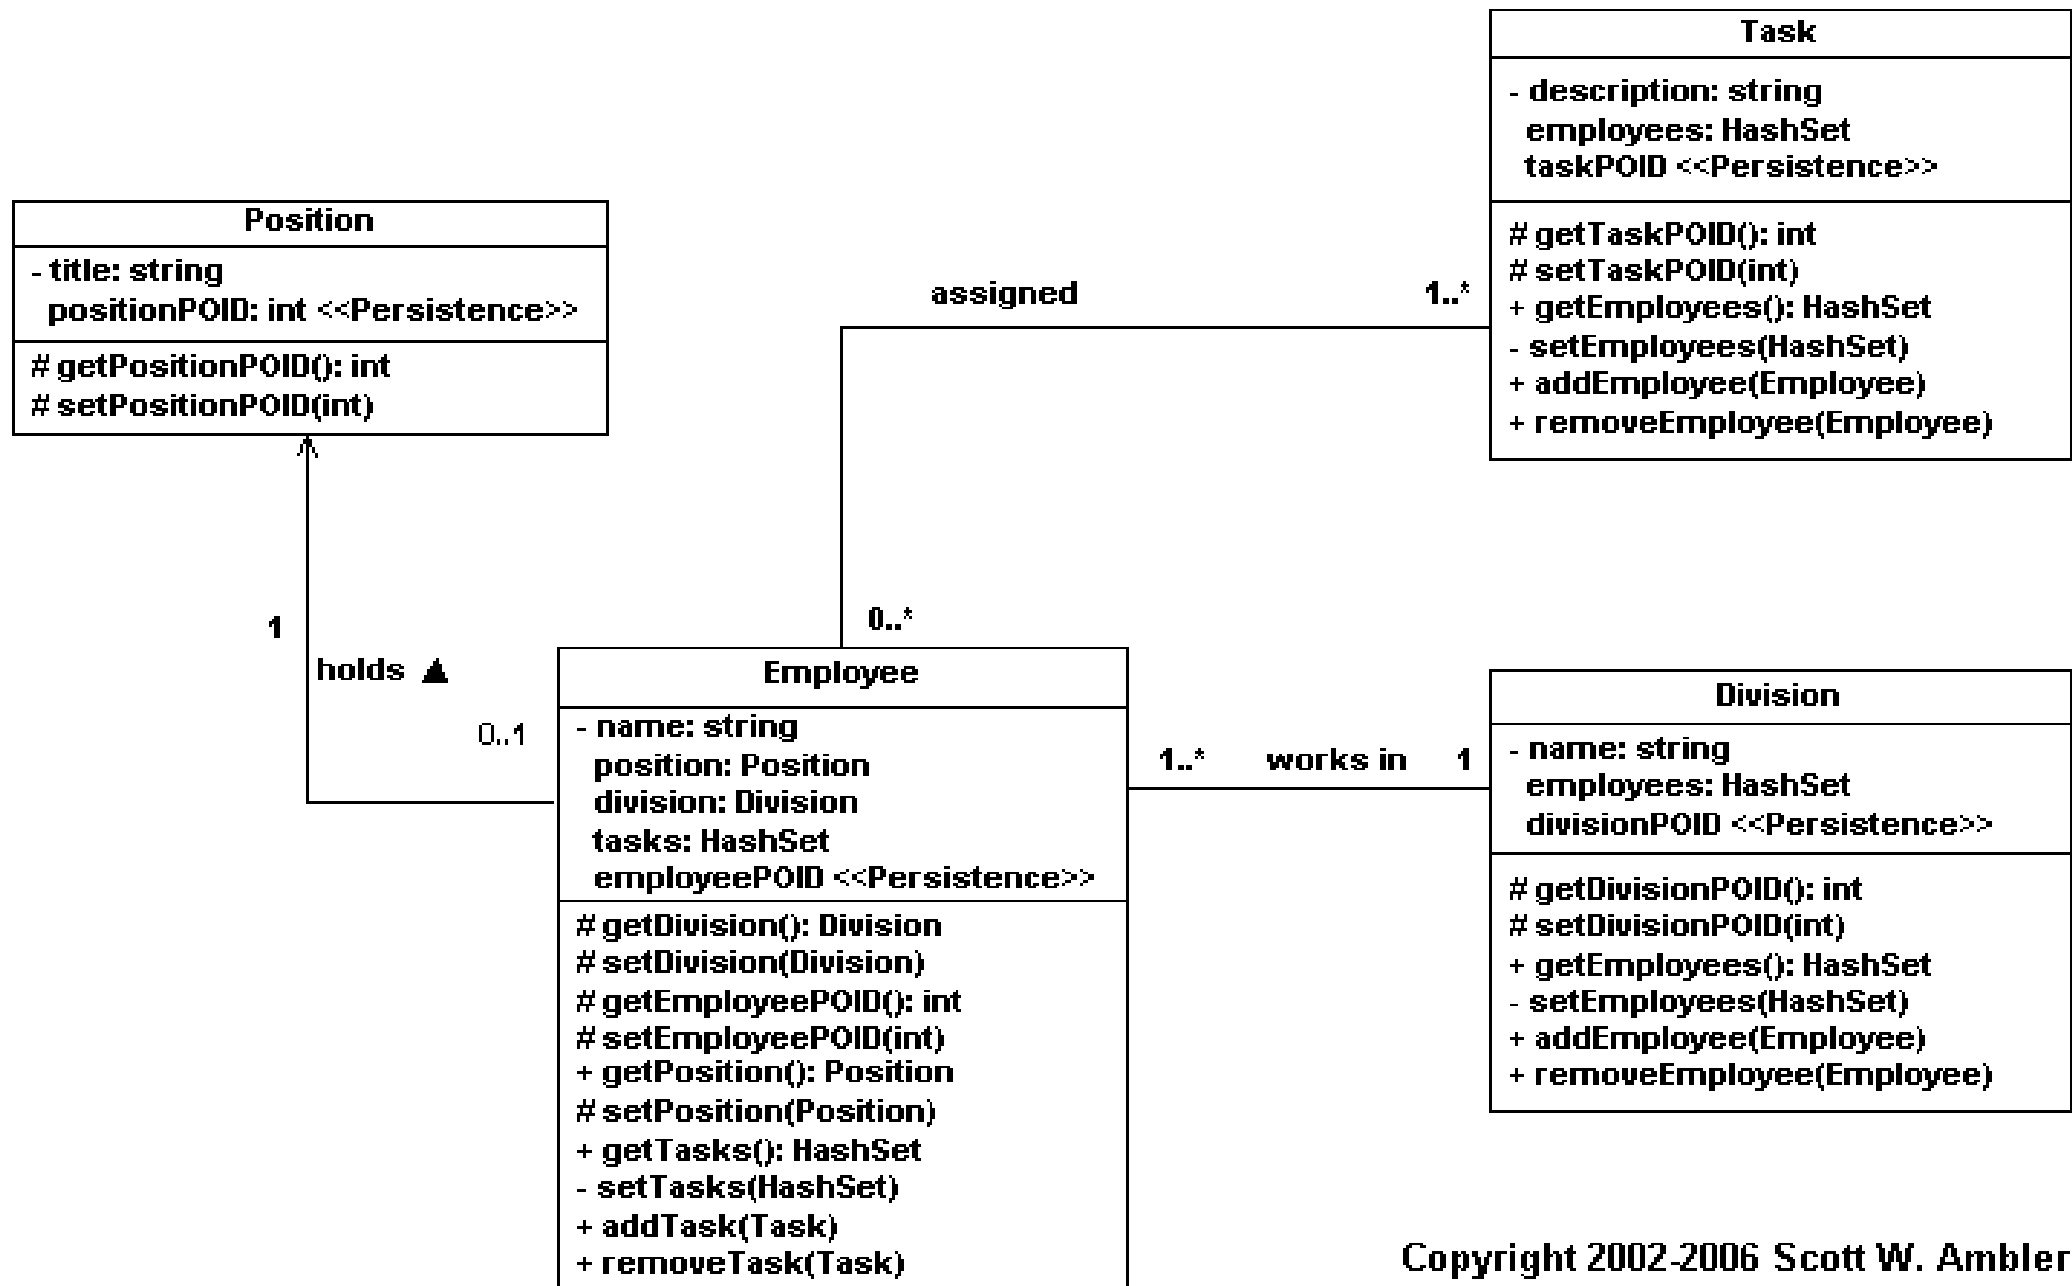 Task
- description: string
employees: HashSet
taskPOID <<Persistence>>
# getTaskPOID(): int
# setTaskPOID(int)
+ getEmployees(): HashSet
- setEmployees(HashSet)
+ addEmployee(Employee)
+ removeEmployee(Employee)
Position
- title: string
positionPOID: int <<Persistence>>
# getPositionPOID(): int
# setPositionPOID(int)
assigned
1..*
0..*
1
holds ▲
0..1
Employee
- name: string
position: Position
division: Division
tasks: HashSet
employeePOID <<Persistence>>
# getDivision(): Division
# setDivision(Division)
# getEmployeePOID(): int
# setEmployeePOID(int)
+ getPosition(): Position
# setPosition(Position)
+ getTasks(): HashSet
- setTasks(HashSet)
+ addTask(Task)
+ removeTask(Task)
1..* works in 1
Division
- name: string
employees: HashSet
divisionPOID <<Persistence>>
# getDivisionPOID(): int
# setDivisionPOID(int)
+ getEmployees(): HashSet
- setEmployees(HashSet)
+ addEmployee(Employee)
+ removeEmployee(Employee)
Copyright 2002-2006 Scott W. Ambler